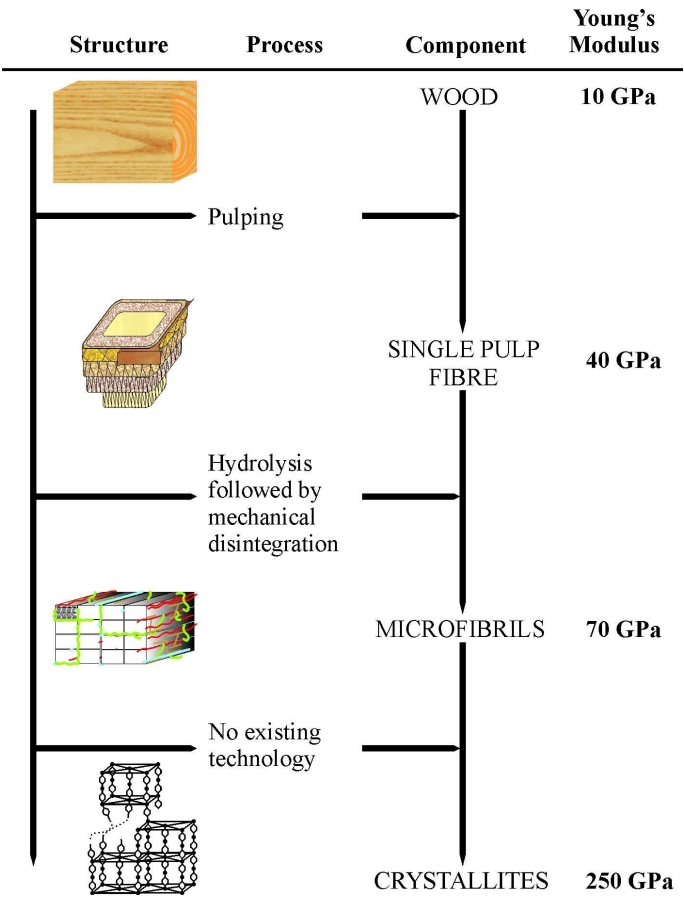 Structure Process Component Young's Modulus
WOOD 10 GPa
Pulping
SINGLE PULP
FIBRE
40 GPa
Hydrolysis
followed by
mechanical
disintegration
MICROFIBRILS 70 GPa
No existing
technology
CRYSTALLITES 250 GPa